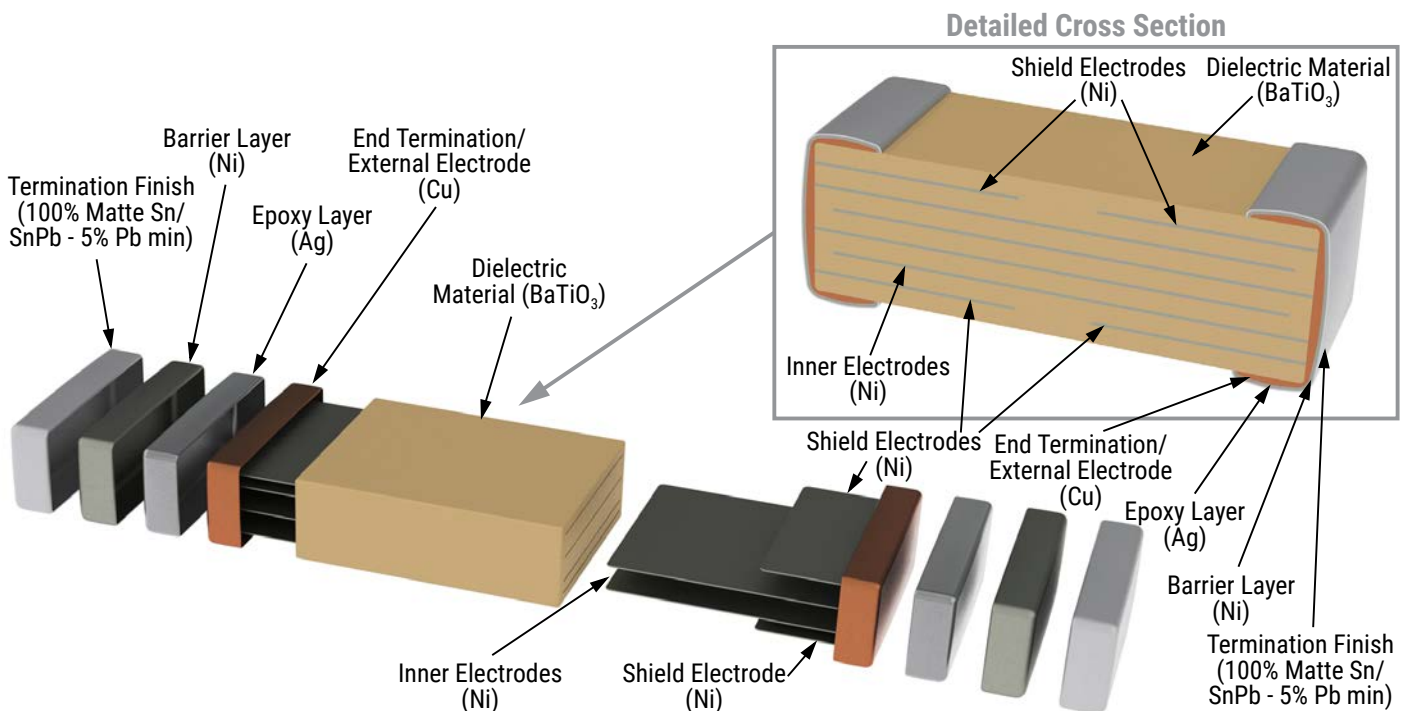 Detailed Cross Section
Shield Electrodes
(Ni)
Dielectric Material
(BaTiO₃)
Inner Electrodes
(Ni)
Barrier Layer
(Ni)
End Termination/
External Electrode
(Cu)
Termination Finish
(100% Matte Sn/
SnPb - 5% Pb min)
Epoxy Layer
(Ag)
Dielectric
Material (BaTiO₃)
Shield Electrodes
(Ni)
End Termination/
External Electrode
(Cu)
Epoxy Layer
(Ag)
Barrier Layer
(Ni)
Termination Finish
(100% Matte Sn/
SnPb - 5% Pb min)
Inner Electrodes
(Ni)
Shield Electrode
(Ni)